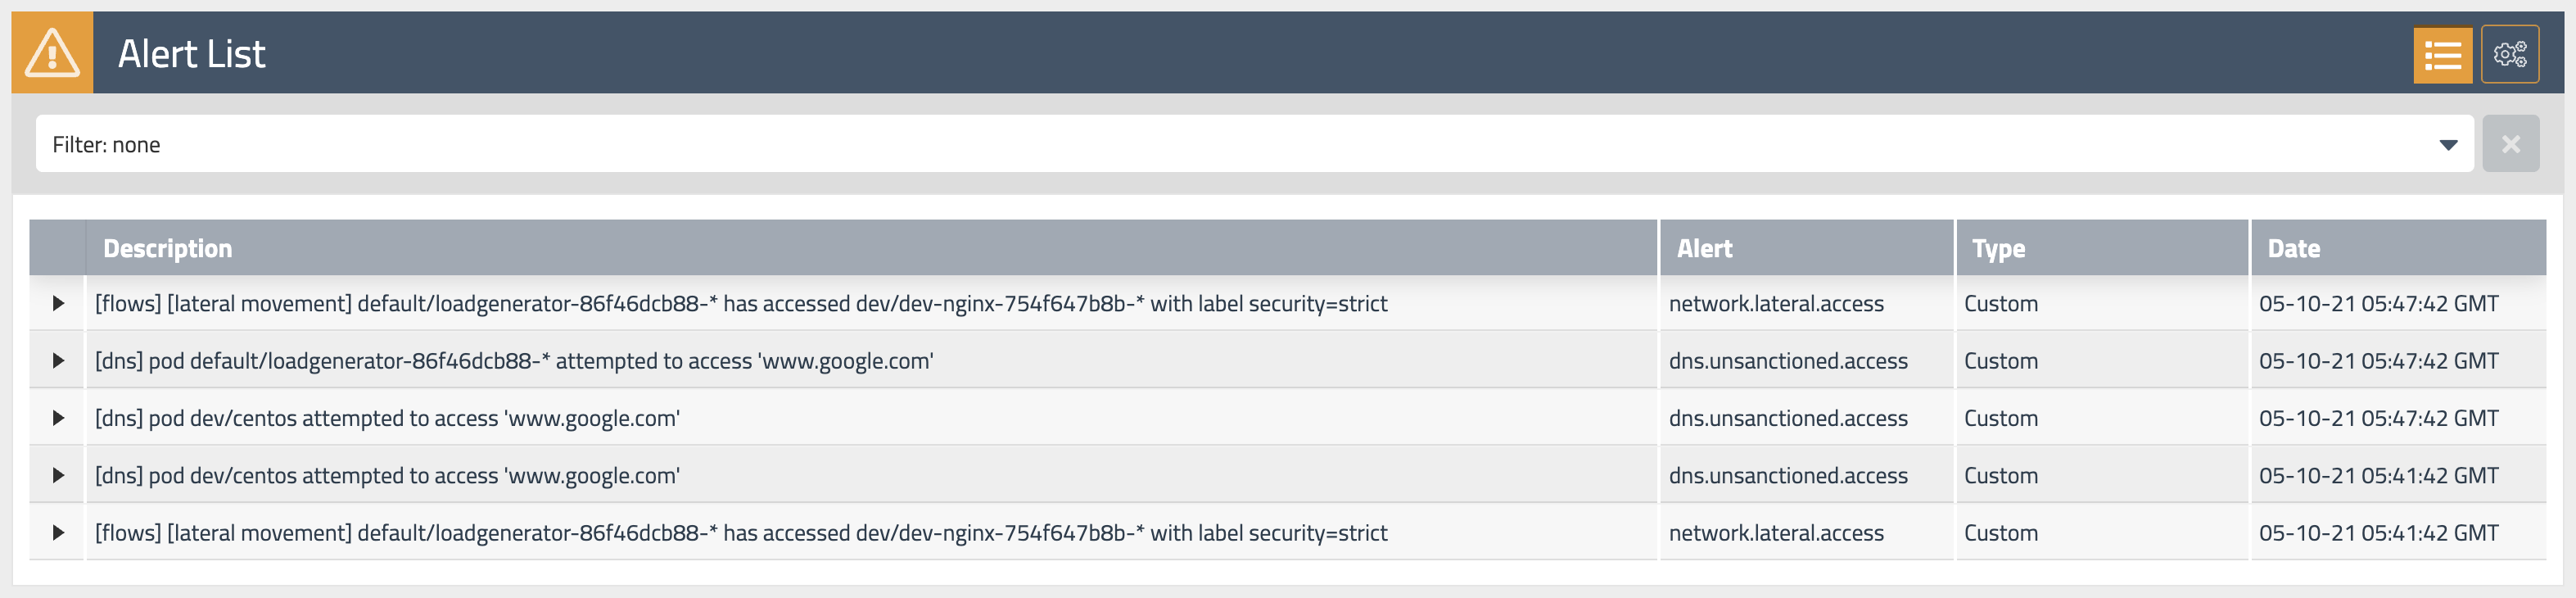 Alert List
Filter: none
Description Alert Type Date
[flows] [lateral movement] default/loadgenerator-86f46dcb88-* has accessed dev/dev-nginx-754f647b8b-* with label security=strict network.lateral.access Custom 05-10-21 05:47:42 GMT
[dns] pod default/loadgenerator-86f46dcb88-* attempted to access 'www.google.com' dns.unsanctioned.access Custom 05-10-21 05:47:42 GMT
[dns] pod dev/centos attempted to access 'www.google.com' dns.unsanctioned.access Custom 05-10-21 05:47:42 GMT
[dns] pod dev/centos attempted to access 'www.google.com' dns.unsanctioned.access Custom 05-10-21 05:41:42 GMT
[flows] [lateral movement] default/loadgenerator-86f46dcb88-* has accessed dev/dev-nginx-754f647b8b-* with label security=strict network.lateral.access Custom 05-10-21 05:41:42 GMT